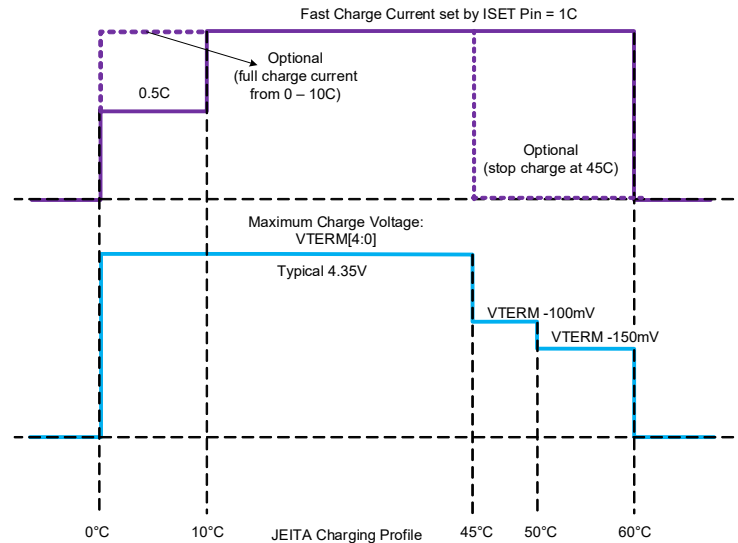 Fast Charge Current set by ISET Pin = 1C
Optional
(full charge current
from 0 – 10C)
0.5C
Optional
(stop charge at 45C)
Maximum Charge Voltage:
VTERM[4:0]
Typical 4.35V
VTERM -100mV
VTERM -150mV
0°C
10°C
JEITA Charging Profile
45°C
50°C
60°C